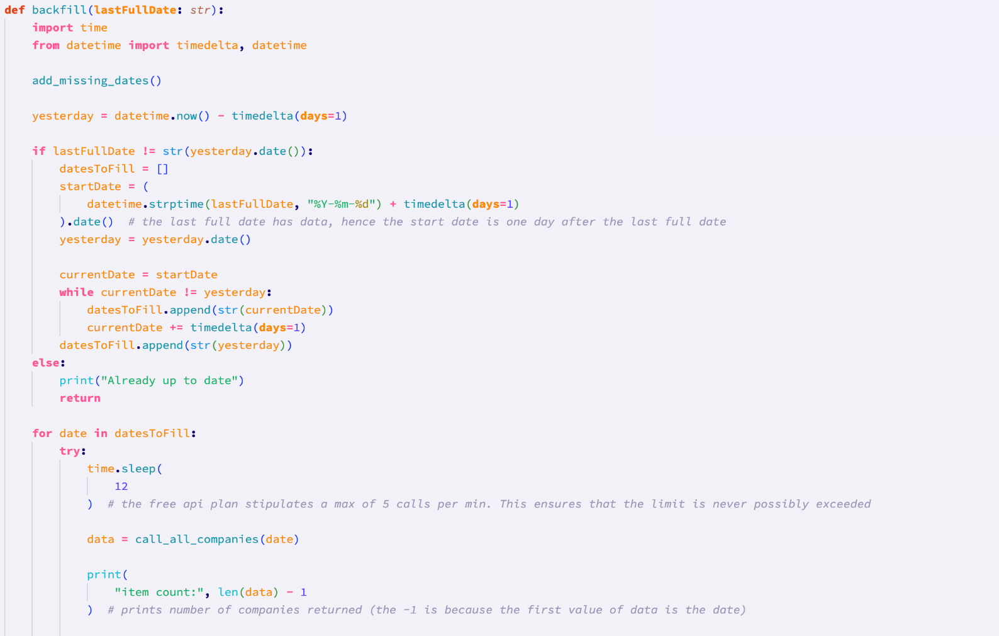 def backfill(lastFullDate: str):
    import time
    from datetime import timedelta, datetime

    add_missing_dates()

    yesterday = datetime.now() - timedelta(days=1)

    if lastFullDate != str(yesterday.date()):
        datesToFill = []
        startDate = (
            datetime.strptime(lastFullDate, "%Y-%m-%d") + timedelta(days=1)
        ).date()  # the last full date has data, hence the start date is one day after the last full date
        yesterday = yesterday.date()

        currentDate = startDate
        while currentDate != yesterday:
            datesToFill.append(str(currentDate))
            currentDate += timedelta(days=1)
        datesToFill.append(str(yesterday))
    else:
        print("Already up to date")
        return

    for date in datesToFill:
        try:
            time.sleep(
                12
            )  # the free api plan stipulates a max of 5 calls per min. This ensures that the limit is never possibly exceeded

            data = call_all_companies(date)

            print(
                "item count:", len(data) - 1
            )  # prints number of companies returned (the -1 is because the first value of data is the date)